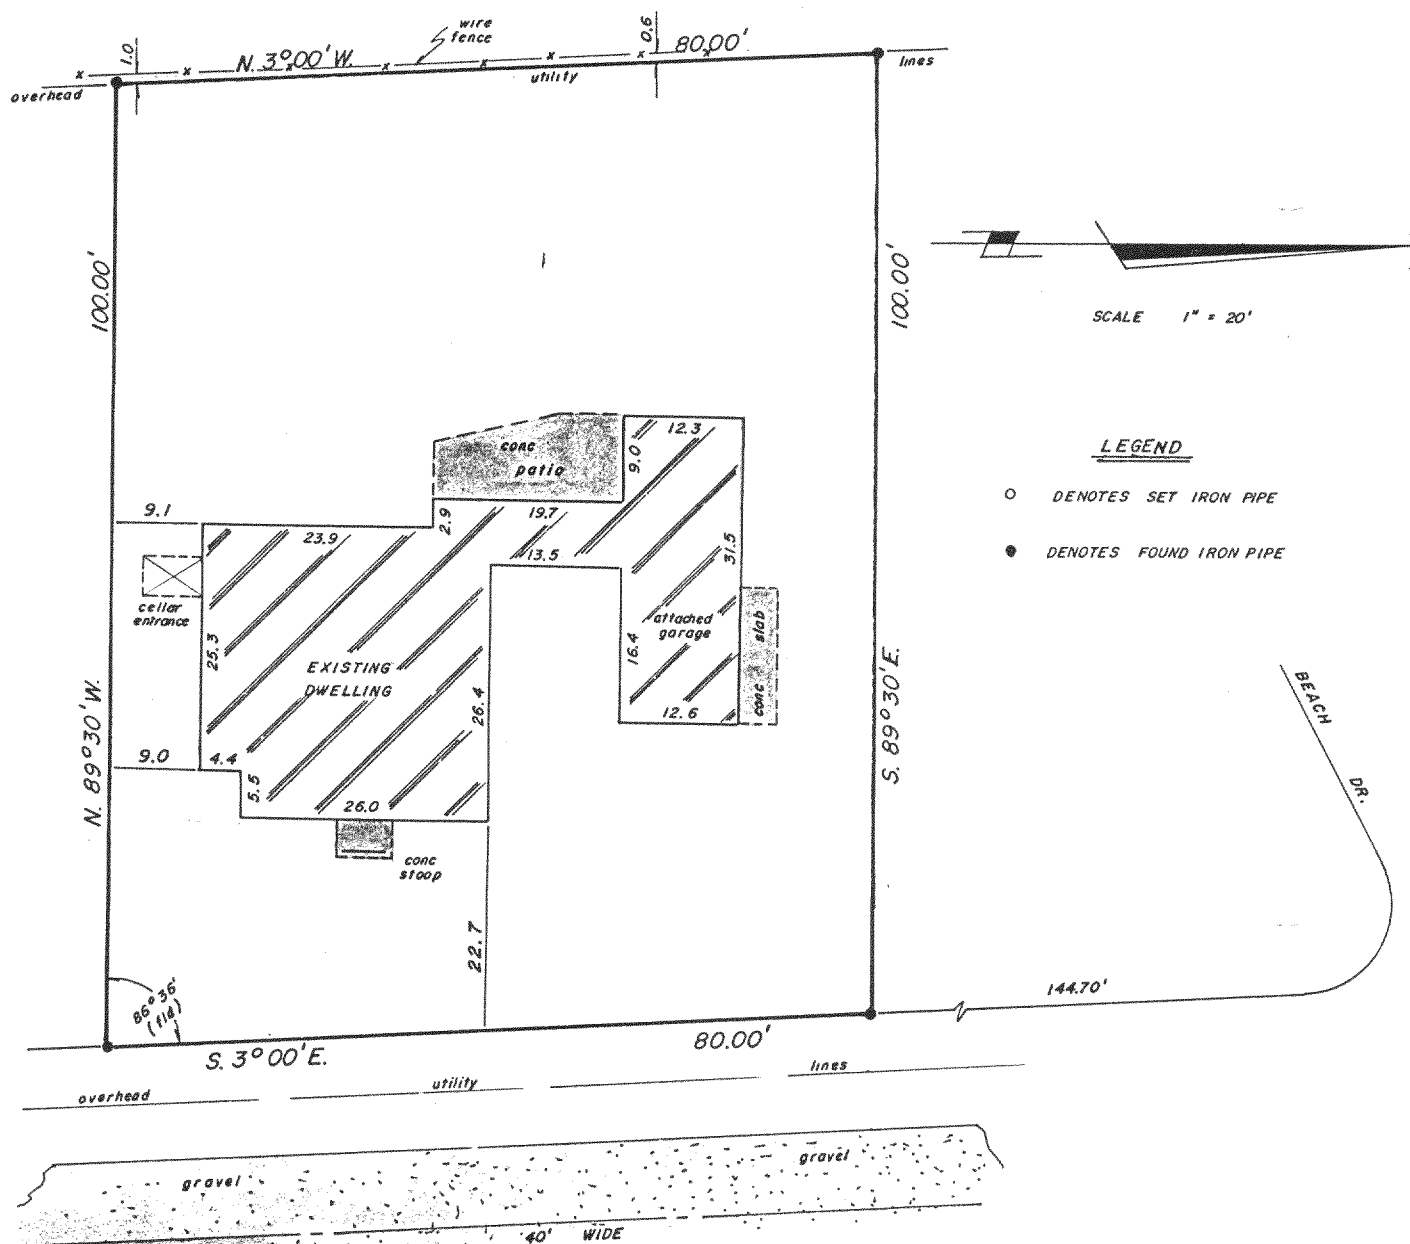 wire
fence
1.0
N. 3°00'W.
0.6
80.00'
overhead
utility
lines
100.00'
100.00'
SCALE 1" = 20'
LEGEND
DENOTES SET IRON PIPE
DENOTES FOUND IRON PIPE
conc
patio
12.3
9.0
9.1
23.9
2.9
19.7
13.5
31.5
cellar
entrance
25.3
attached
garage
conc slab
16.4
EXISTING
DWELLING
26.4
12.6
N. 89°30'W.
S. 89°30'E.
BEACH DR.
9.0
4.4
5.5
26.0
conc
stoop
22.7
86°36'
(fld)
S. 3°00'E.
80.00'
144.70'
overhead
utility
lines
gravel
gravel
40' WIDE